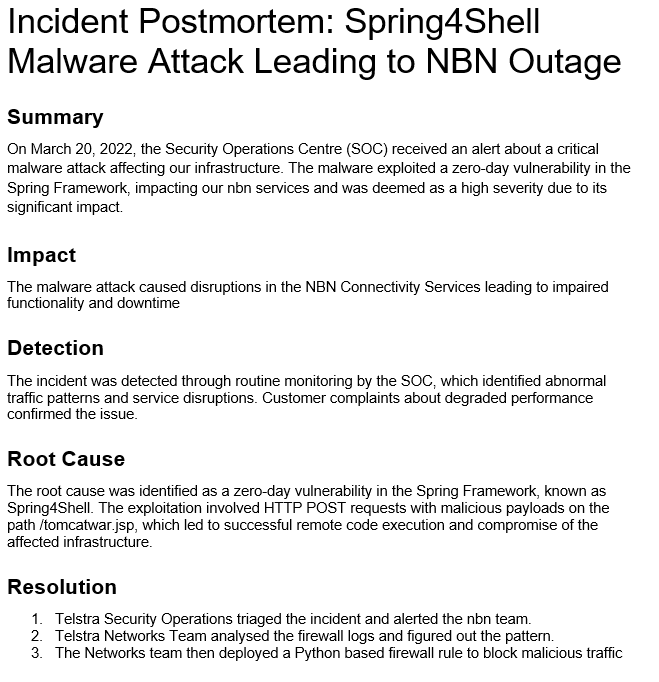 Incident Postmortem: Spring4Shell
Malware Attack Leading to NBN Outage
Summary
On March 20, 2022, the Security Operations Centre (SOC) received an alert about a critical
malware attack affecting our infrastructure. The malware exploited a zero-day vulnerability in the
Spring Framework, impacting our nbn services and was deemed as a high severity due to its
significant impact.
Impact
The malware attack caused disruptions in the NBN Connectivity Services leading to impaired
functionality and downtime
Detection
The incident was detected through routine monitoring by the SOC, which identified abnormal
traffic patterns and service disruptions. Customer complaints about degraded performance
confirmed the issue.
Root Cause
The root cause was identified as a zero-day vulnerability in the Spring Framework, known as
Spring4Shell. The exploitation involved HTTP POST requests with malicious payloads on the
path /tomcatwar.jsp, which led to successful remote code execution and compromise of the
affected infrastructure.
Resolution
1. Telstra Security Operations triaged the incident and alerted the nbn team.
2. Telstra Networks Team analysed the firewall logs and figured out the pattern.
3. The Networks team then deployed a Python based firewall rule to block malicious traffic